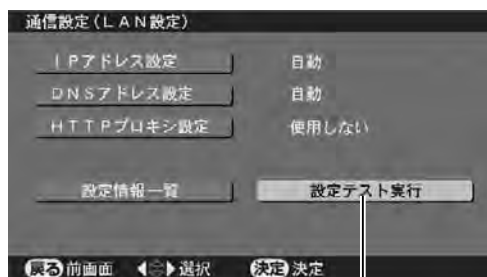 通信設定(LAN設定)
IPアドレス設定 自動
DNSアドレス設定 自動
HTTPプロキシ設定 使用しない
設定情報一覧 設定テスト実行
戻る 前画面 選択 決定 決定